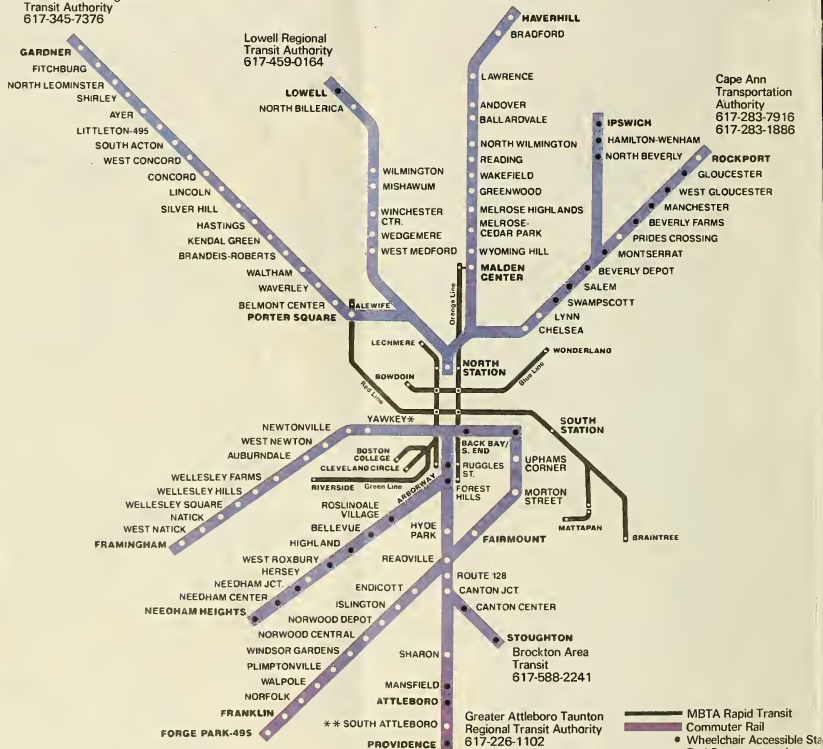 Transit Authority
617-345-7376
GARDNER
FITCHBURG
NORTH LEOMINSTER
SHIRLEY
AYER
LITTLETON-495
SOUTH ACTON
WEST CONCORD
CONCORD
LINCOLN
SILVER HILL
HASTINGS
KENDAL GREEN
BRANDEIS-ROBERTS
WALTHAM
WAVERLEY
BELMONT CENTER
PORTER SQUARE
ALEWIFE
Lowell Regional
Transit Authority
617-459-0164
LOWELL
NORTH BILLERICA
WILMINGTON
MISHAWUM
WINCHESTER
CTR.
WEDGEMERE
WEST MEDFORD
HAVERHILL
BRADFORD
LAWRENCE
ANDOVER
BALLARDVALE
NORTH WILMINGTON
READING
WAKEFIELD
GREENWOOD
MELROSE HIGHLANDS
MELROSE-
CEDAR PARK
WYOMING HILL
MALDEN
CENTER
Orange Line
Cape Ann
Transportation
Authority
617-283-7916
617-283-1886
IPSWICH
HAMILTON-WENHAM
NORTH BEVERLY
ROCKPORT
GLOUCESTER
WEST GLOUCESTER
MANCHESTER
BEVERLY FARMS
PRIDES CROSSING
MONTSERRAT
BEVERLY DEPOT
SALEM
SWAMPSCOTT
LYNN
CHELSEA
LECHMERE
NORTH
STATION
WONDERLAND
BOWDOIN
Blue Line
Red Line
YAWKEY*
SOUTH
STATION
NEWTONVILLE
WEST NEWTON
AUBURNDALE
WELLESLEY FARMS
WELLESLEY HILLS
WELLESLEY SQUARE
NATICK
WEST NATICK
FRAMINGHAM
BOSTON
COLLEGE
CLEVELAND CIRCLE
RIVERSIDE
Green Line
ARBORWAY
BACK BAY/
S. END
RUGGLES
ST.
FOREST
HILLS
UPHAMS
CORNER
MORTON
STREET
MATTAPAN
BRAINTREE
ROSLINDALE
VILLAGE
BELLEVUE
HIGHLAND
WEST ROXBURY
HERSEY
NEEDHAM JCT.
NEEDHAM CENTER
NEEDHAM HEIGHTS
HYDE
PARK
FAIRMOUNT
READVILLE
ROUTE 128
CANTON JCT.
CANTON CENTER
STOUGHTON
Brockton Area
Transit
617-588-2241
ENDICOTT
ISLINGTON
NORWOOD DEPOT
NORWOOD CENTRAL
WINDSOR GARDENS
PLIMPTONVILLE
WALPOLE
NORFOLK
FRANKLIN
FORGE PARK-495
SHARON
MANSFIELD
ATTLEBORO
** SOUTH ATTLEBORO
PROVIDENCE
Greater Attleboro Taunton
Regional Transit Authority
617-226-1102
MBTA Rapid Transit
Commuter Rail
Wheelchair Accessible Sta